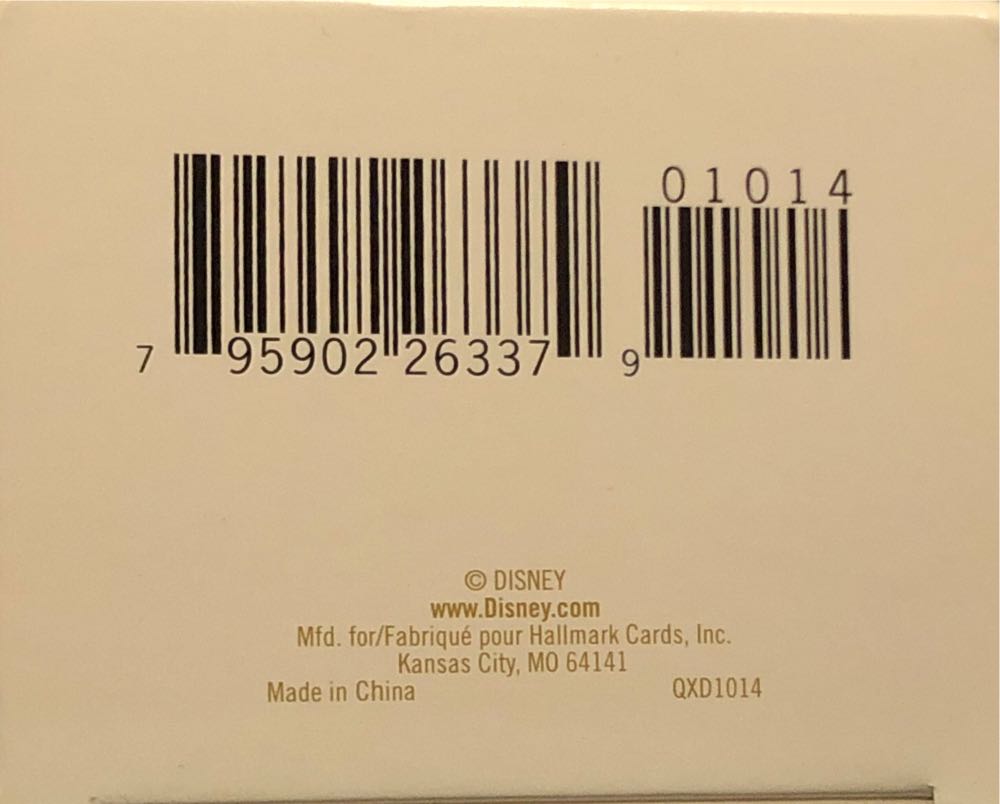 01014
7 95902 26337 9
© DISNEY
www.Disney.com
Mfd. for/Fabriqué pour Hallmark Cards, Inc.
Kansas City, MO 64141
Made in China QXD1014